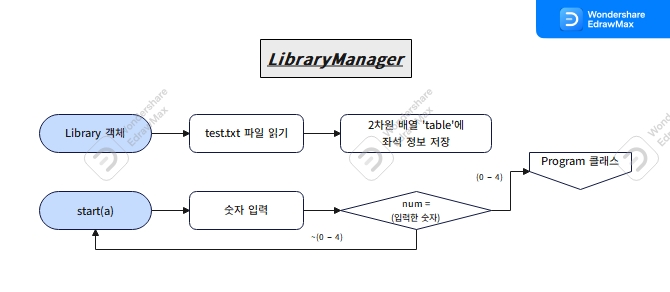 Wondershare
EdrawMax
LibraryManager
Library 객체
test.txt 파일 읽기
2차원 배열 'table'에
좌석 정보 저장
Program 클래스
(0 - 4)
start(a)
숫자 입력
num =
(입력한 숫자)
~(0 - 4)
Wondershare
EdrawMax
Wondershare
EdrawMax
Wondershare
EdrawMax